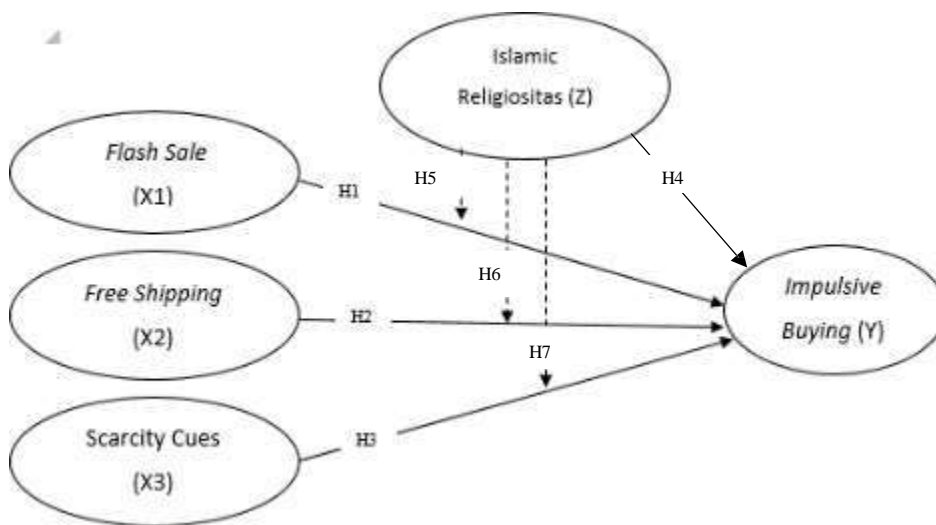 Islamic
Religiositas (Z)
Flash Sale
(X1)
H1
H5
H4
Free Shipping
(X2)
H6
H2
Impulsive
Buying (Y)
H7
Scarcity Cues
(X3)
H3